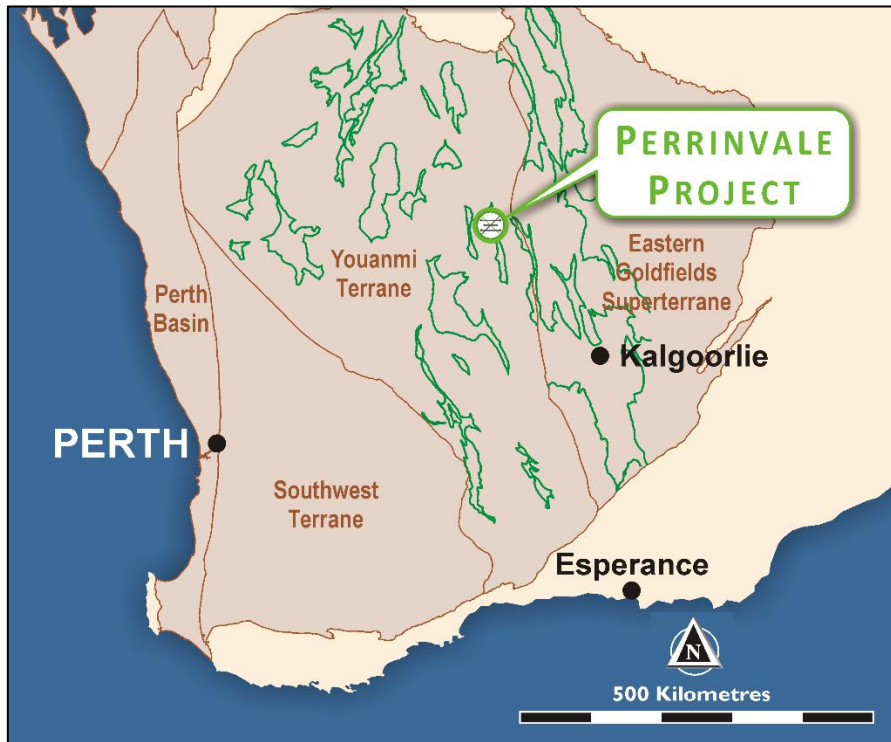 PERRINVALE
PROJECT
Eastern
Goldfields
Superterrane
Youanmi
Terrane
Perth
Basin
Kalgoorlie
PERTH
Southwest
Terrane
Esperance
N
500 Kilometres